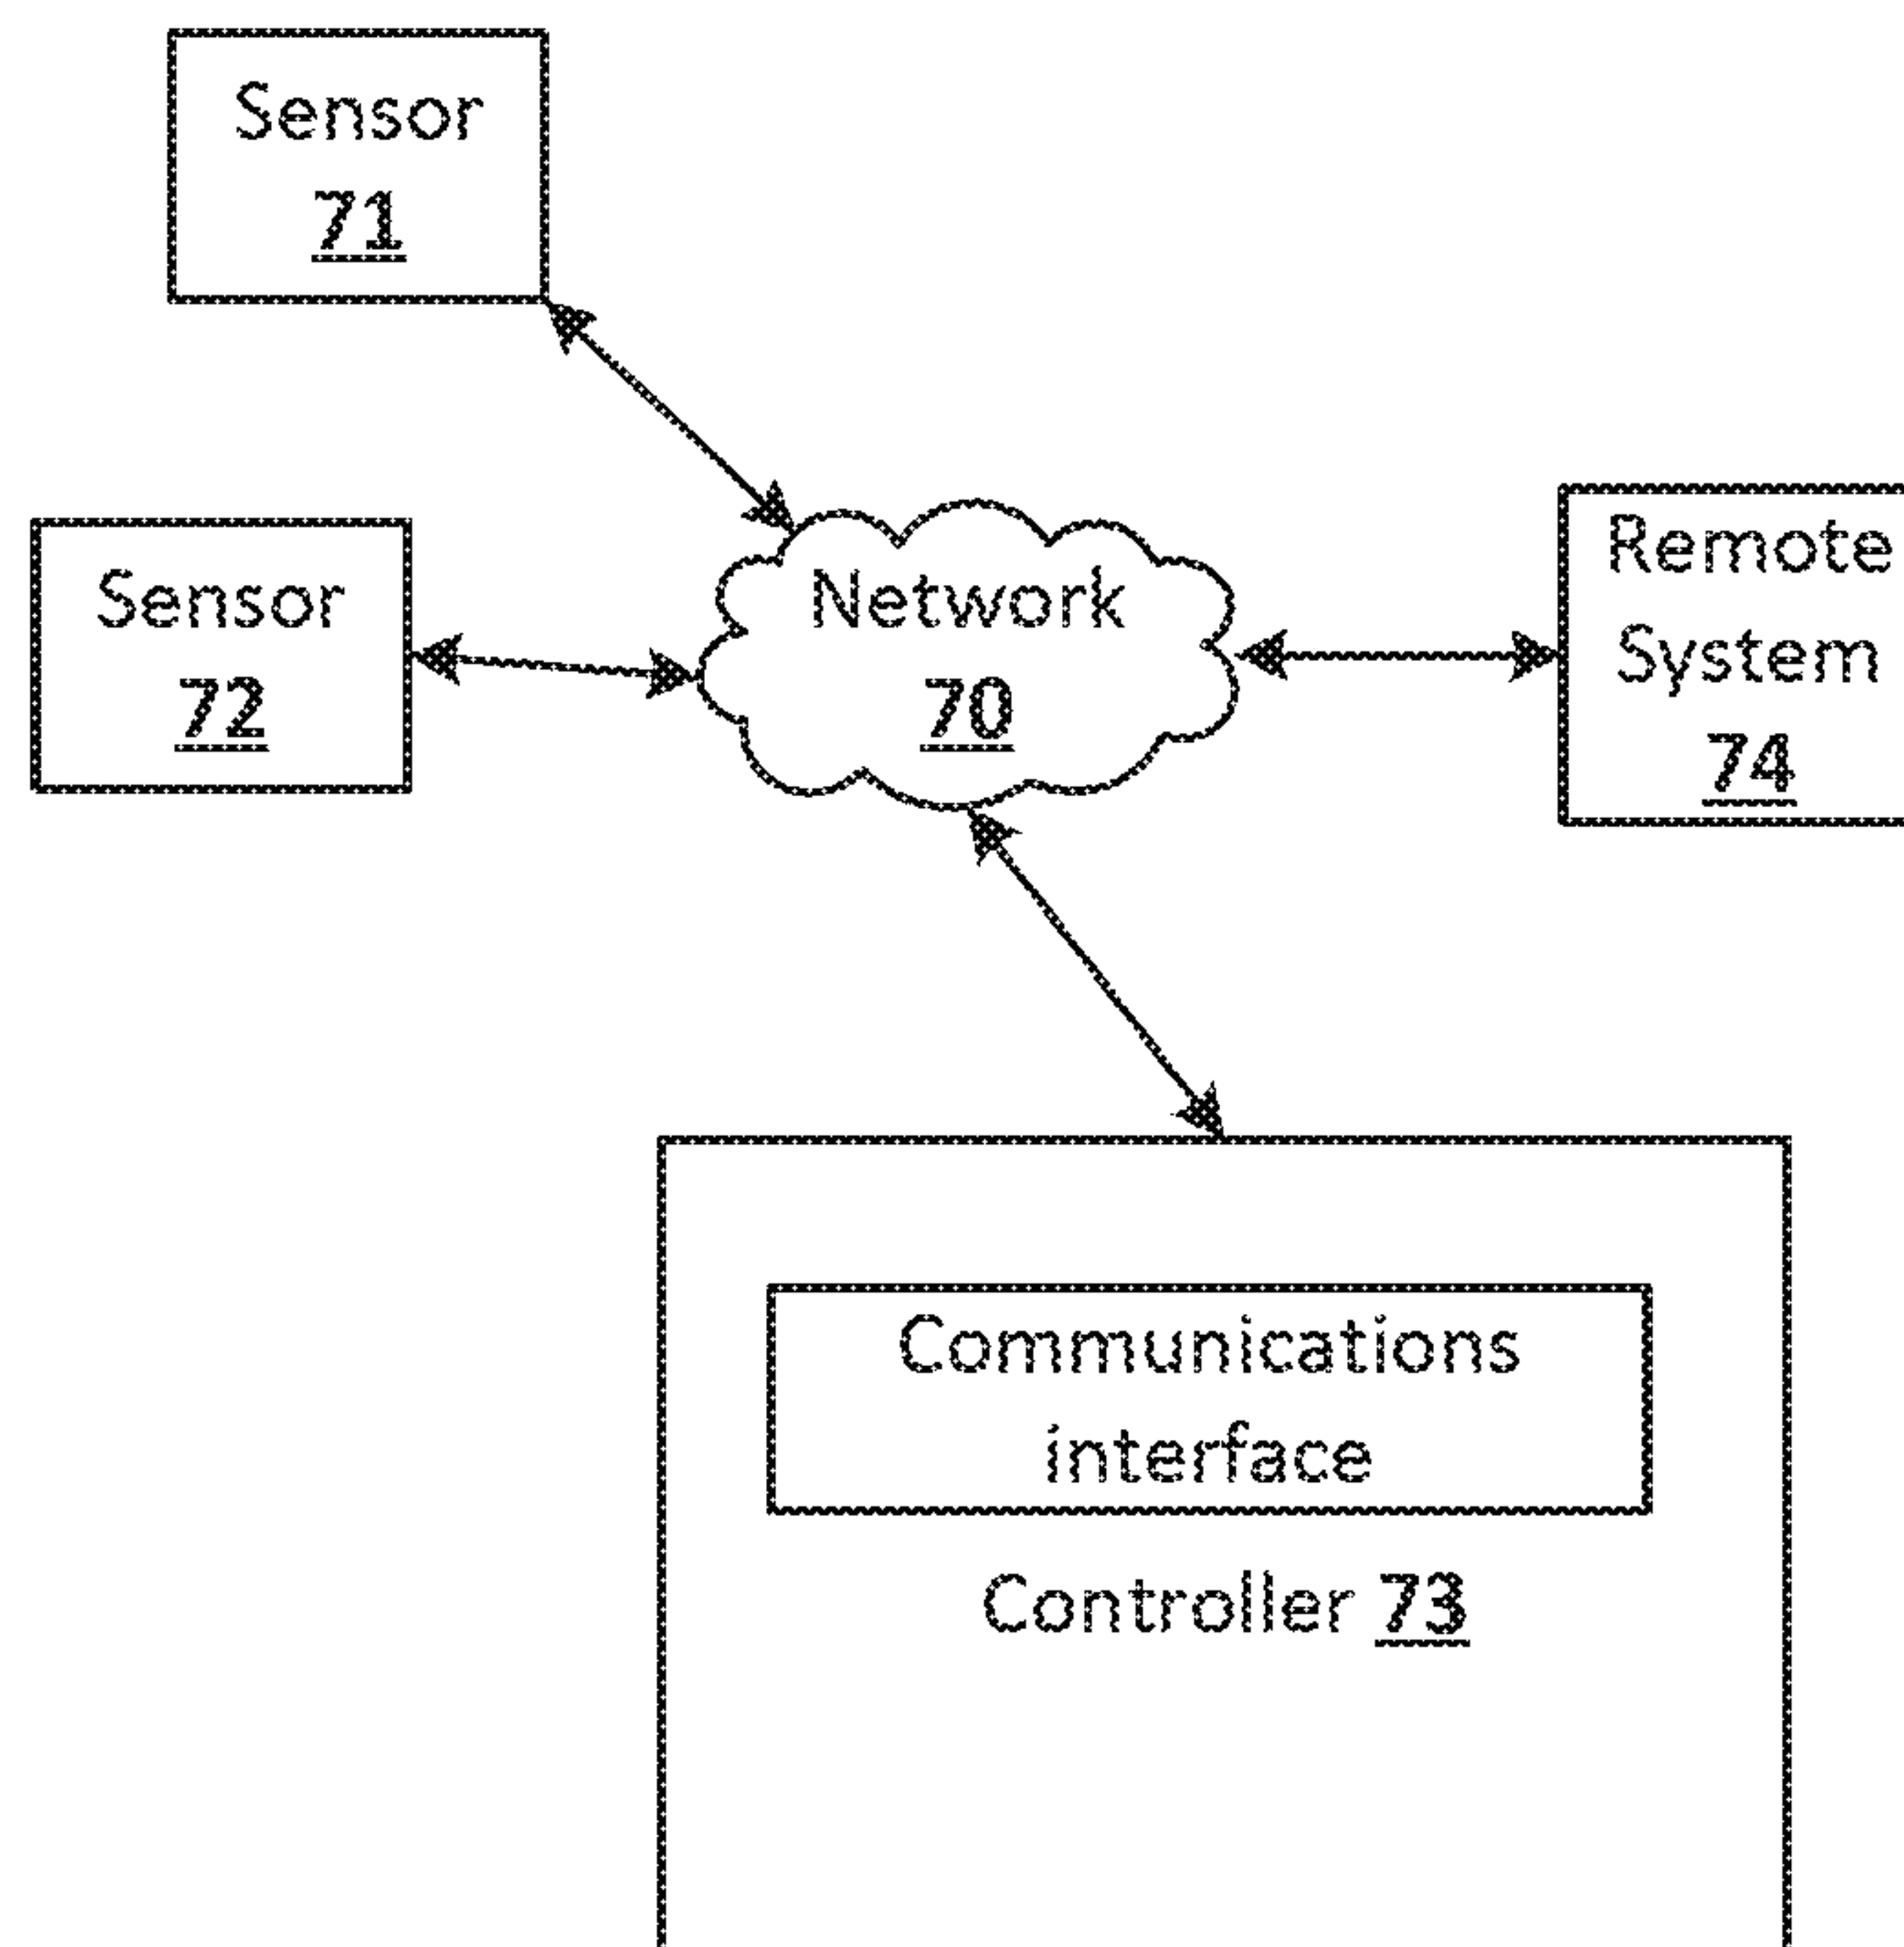 Sensor
71
Sensor
72
Network
70
Remote
System
74
Communications
interface
Controller 73